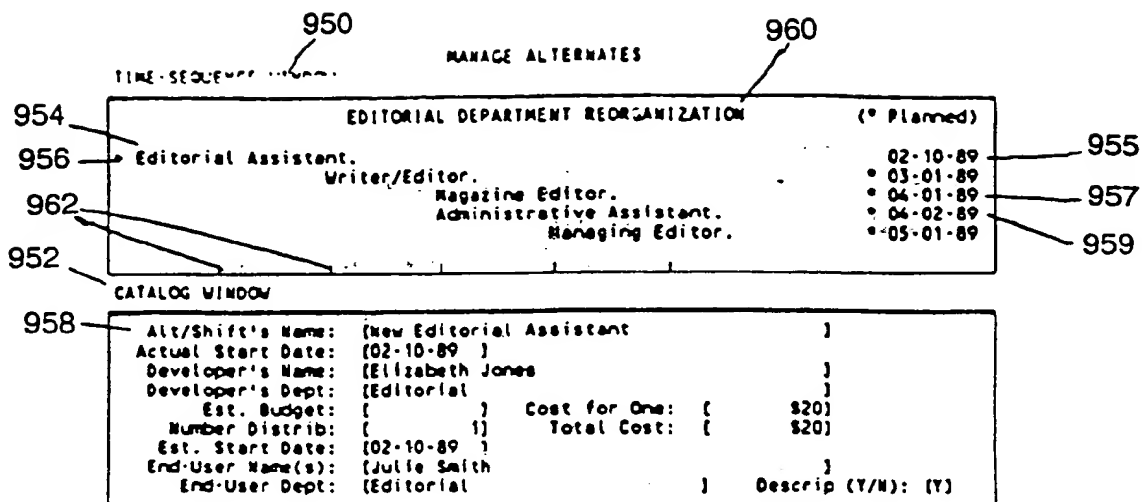 950
960
MANAGE ALTERNATES
TIME-SEQUENCE
EDITORIAL DEPARTMENT REORGANIZATION (* Planned)
954
956 Editorial Assistant. 02-10-89 955
Writer/Editor. * 03-01-89
Magazine Editor. * 04-01-89 957
962 Administrative Assistant. * 04-02-89 959
Managing Editor. * 05-01-89
952
CATALOG WINDOW
958 Alt/Shift's Name: [New Editorial Assistant ]
Actual Start Date: [02-10-89 ]
Developer's Name: [Elizabeth Jones ]
Developer's Dept: [Editorial ]
Est. Budget: [ ] Cost for One: [ $20]
Number Distrib: [ 1] Total Cost: [ $20]
Est. Start Date: [02-10-89 ]
End-User Name(s): [Julie Smith ]
End-User Dept: [Editorial ] Descrip (Y/N): [Y]